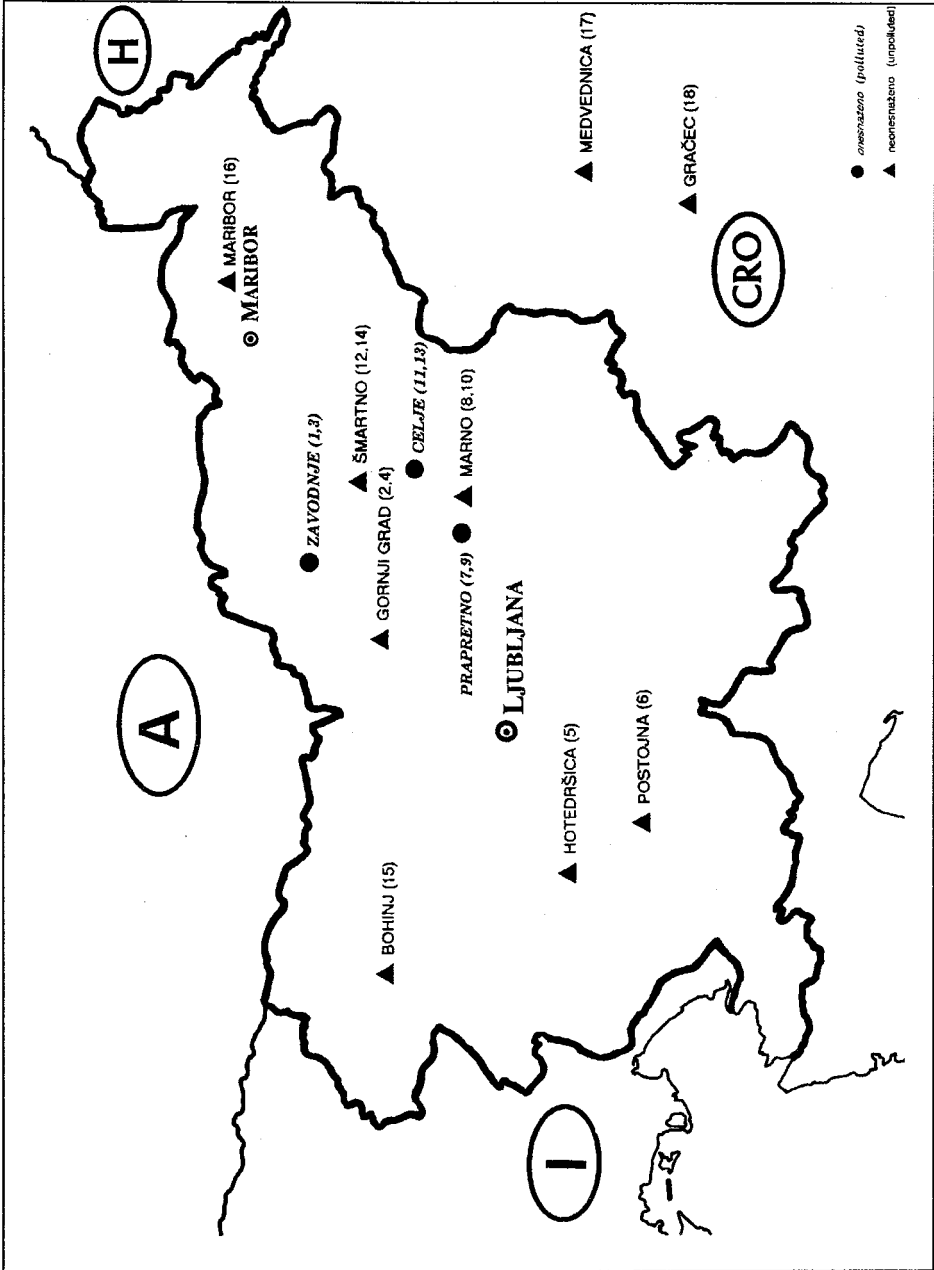 H
A
MARIBOR (16)
MARIBOR
ZAVODNJE (1,3)
ŠMARTNO (12,14)
GORNJI GRAD (2,4)
CELJE (11,13)
BOHINJ (15)
PRAPRETNO (7,9)
MARNO (8,10)
LJUBLJANA
MEDVEDNICA (17)
HOTEDRŠICA (5)
I
POSTOJNA (6)
GRAČEC (18)
CRO
onesnaženo (polluted)
neonesnaženo (unpolluted)